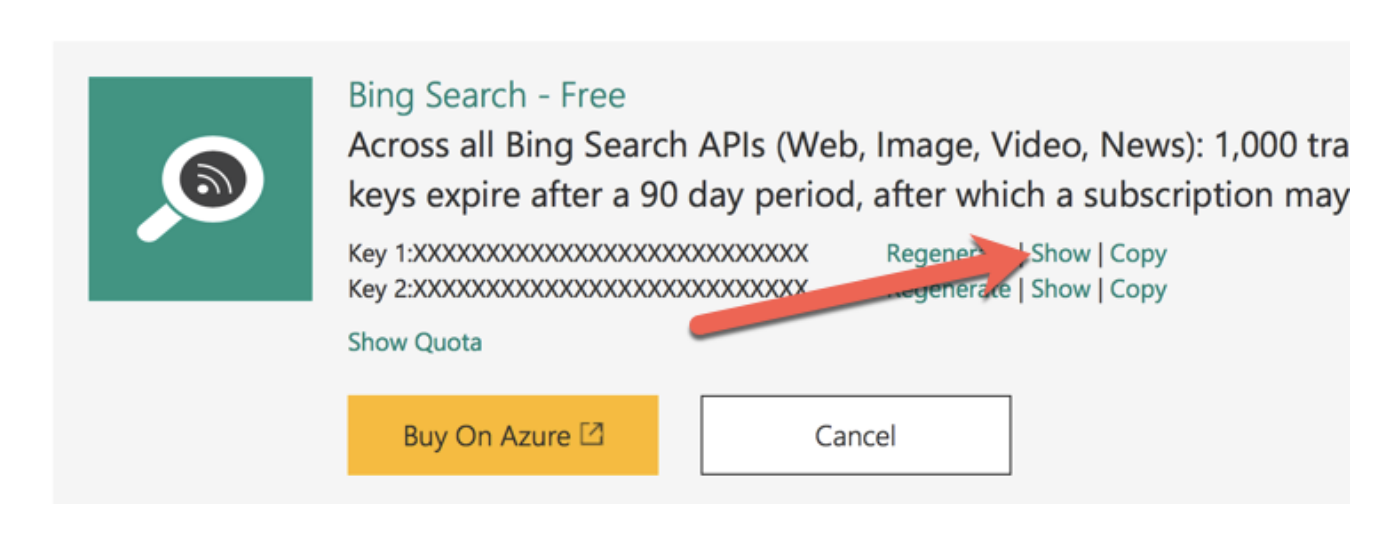 Bing Search - Free
Across all Bing Search APIs (Web, Image, Video, News): 1,000 tra
keys expire after a 90 day period, after which a subscription may
Key 1:XXXXXXXXXXXXXXXXXXXXXXXXXXX Regenerate | Show | Copy
Key 2:XXXXXXXXXXXXXXXXXXXXXXXXXXX Regenerate | Show | Copy
Show Quota
Buy On Azure Cancel